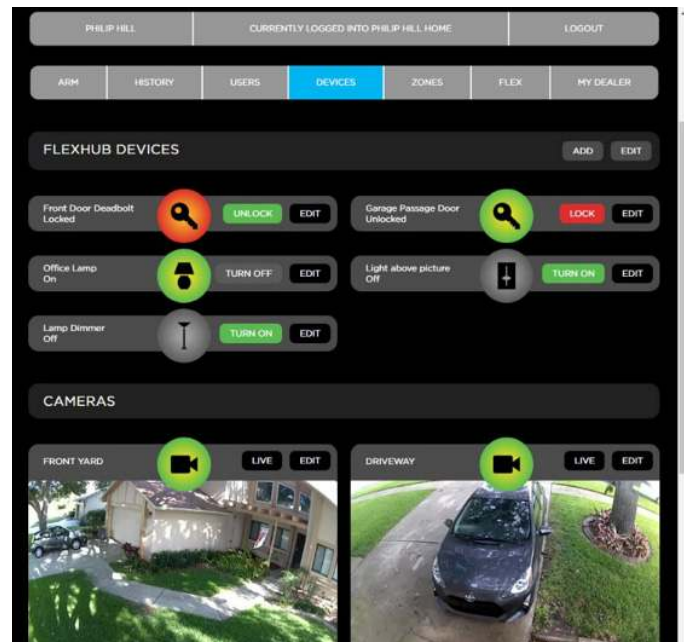 PHILIP HILL
CURRENTLY LOGGED INTO PHILIP HILL HOME
LOGOUT
ARM
HISTORY
USERS
DEVICES
ZONES
FLEX
MY DEALER
FLEXHUB DEVICES
ADD
EDIT
Front Door Deadbolt
Locked
UNLOCK
EDIT
Garage Passage Door
Unlocked
LOCK
EDIT
Office Lamp
On
TURN OFF
EDIT
Light above picture
Off
TURN ON
EDIT
Lamp Dimmer
Off
TURN ON
EDIT
CAMERAS
FRONT YARD
LIVE
EDIT
DRIVEWAY
LIVE
EDIT